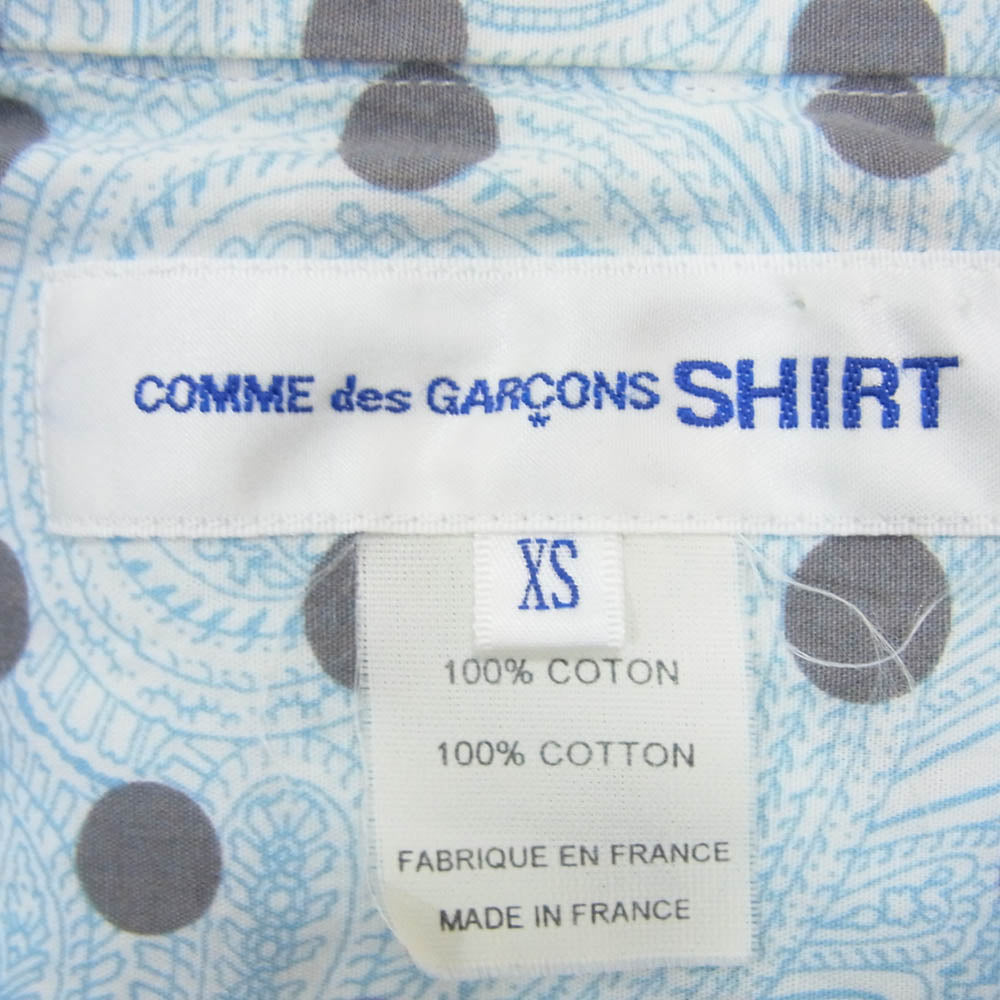 COMME des GARÇONS SHIRT
XS
100% COTON
100% COTTON
FABRIQUE EN FRANCE
MADE IN FRANCE